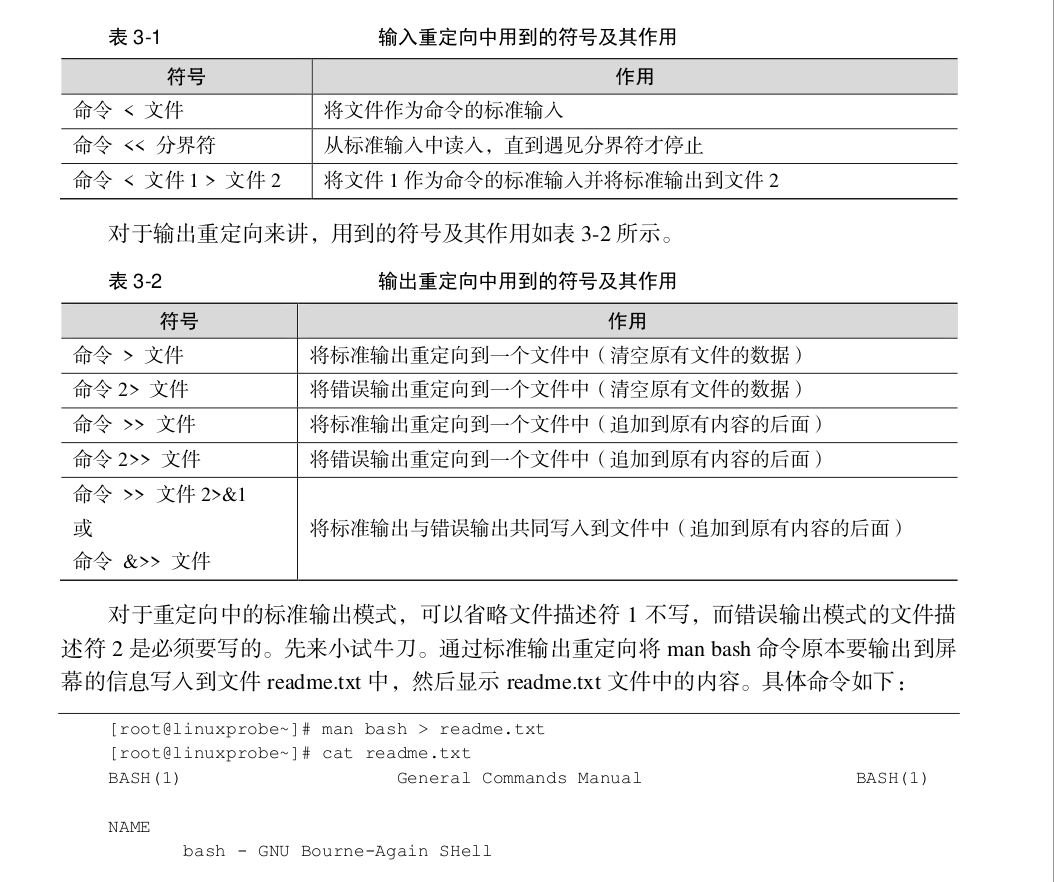 表 3-1 输入重定向中用到的符号及其作用
符号 作用
命令 < 文件 将文件作为命令的标准输入
命令 << 分界符 从标准输入中读入，直到遇见分界符才停止
命令 < 文件 1 > 文件 2 将文件 1 作为命令的标准输入并将标准输出到文件 2
对于输出重定向来讲，用到的符号及其作用如表 3-2 所示。
表 3-2 输出重定向中用到的符号及其作用
符号 作用
命令 > 文件 将标准输出重定向到一个文件中（清空原有文件的数据）
命令 2> 文件 将错误输出重定向到一个文件中（清空原有文件的数据）
命令 >> 文件 将标准输出重定向到一个文件中（追加到原有内容的后面）
命令 2>> 文件 将错误输出重定向到一个文件中（追加到原有内容的后面）
命令 >> 文件 2>&1
或
将标准输出与错误输出共同写入到文件中（追加到原有内容的后面）
命令 &>> 文件
对于重定向中的标准输出模式，可以省略文件描述符 1 不写，而错误输出模式的文件描
述符 2 是必须要写的。先来小试牛刀。通过标准输出重定向将 man bash 命令原本要输出到屏
幕的信息写入到文件 readme.txt 中，然后显示 readme.txt 文件中的内容。具体命令如下：
[root@linuxprobe~]# man bash > readme.txt
[root@linuxprobe~]# cat readme.txt
BASH(1) General Commands Manual BASH(1)
NAME
bash - GNU Bourne-Again SHell